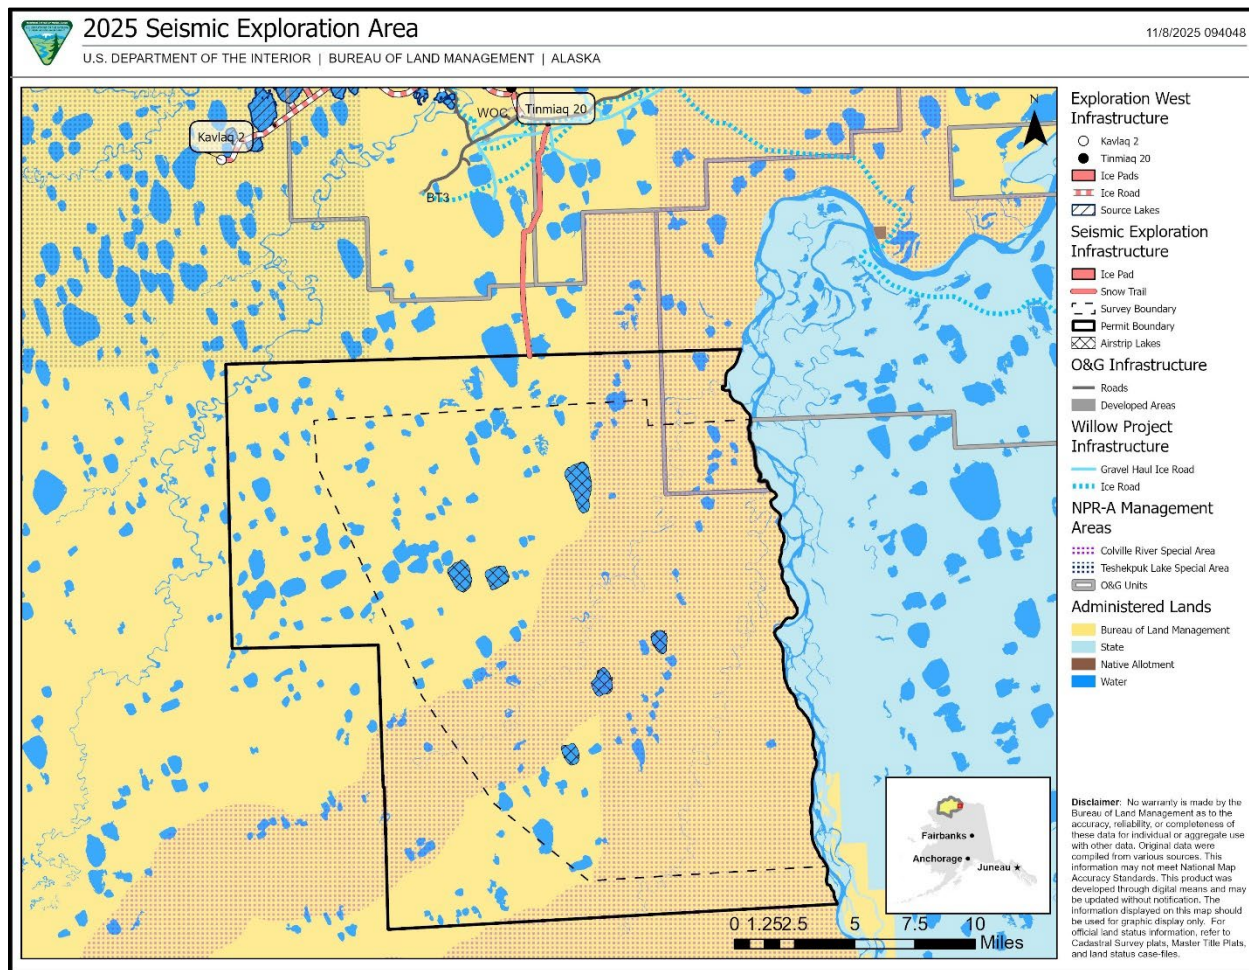 2025 Seismic Exploration Area
11/8/2025 094048
U.S. DEPARTMENT OF THE INTERIOR | BUREAU OF LAND MANAGEMENT | ALASKA
Kavlaq 2
WOC
Tinmiaq 20
BT3
N
Exploration West
Infrastructure
Kavlaq 2
Tinmiaq 20
Ice Pads
Ice Road
Source Lakes
Seismic Exploration
Infrastructure
Ice Pad
Snow Trail
Survey Boundary
Permit Boundary
Airstrip Lakes
O&G Infrastructure
Roads
Developed Areas
Willow Project
Infrastructure
Gravel Haul Ice Road
Ice Road
NPR-A Management
Areas
Colville River Special Area
Teshekpuk Lake Special Area
O&G Units
Administered Lands
Bureau of Land Management
State
Native Allotment
Water
Fairbanks
Anchorage
Juneau
0 1.25 2.5 5 7.5 10
Miles
Disclaimer: No warranty is made by the
Bureau of Land Management as to the
accuracy, reliability, or completeness of
these data for individual or aggregate use
with other data. Original data were
compiled from various sources. This
information may not meet National Map
Accuracy Standards. This product was
developed through digital means and may
be updated without notification. The
information displayed on this map should
be used for graphic display only. For
official land status information, refer to
Cadastral Survey plats, Master Title Plats,
and land status case-files.